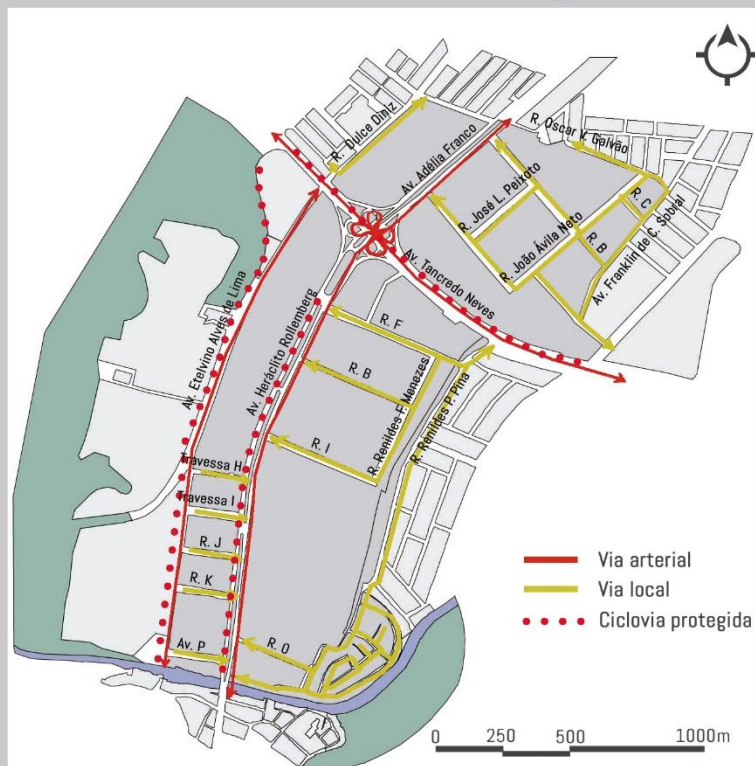 R. Dulce Diniz
Av. Adélia Franco
R. Oscar V. Galvão
R. José L. Peixoto
R. C
R. João Ávila Neto
R. B
Av. Franklin de C. Sobral
Av. Tancredo Neves
Av. Etelvino Alves de Lima
Av. Heráclito Rollemberg
R. F
R. B
R. Renildes F. Menezes
R. Renildes P. Pina
R. I
Travessa H
Travessa I
R. J
R. K
Av. P
R. O
Via arterial
Via local
Ciclovia protegida
0 250 500 1000m